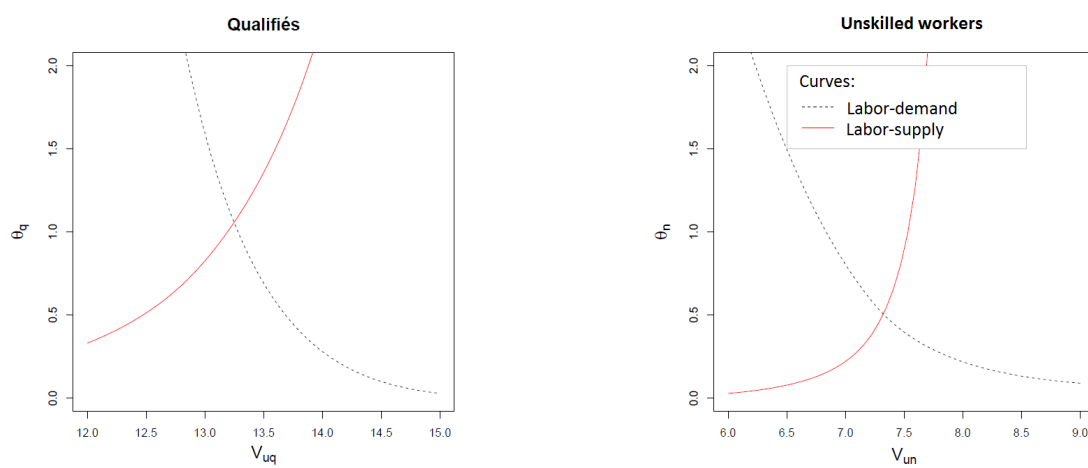 Qualifiés
2.0
1.5
1.0
0.5
0.0
θq
12.0 12.5 13.0 13.5 14.0 14.5 15.0
Vuq
Unskilled workers
2.0
1.5
1.0
0.5
0.0
θn
Curves:
Labor-demand
Labor-supply
6.0 6.5 7.0 7.5 8.0 8.5 9.0
Vun